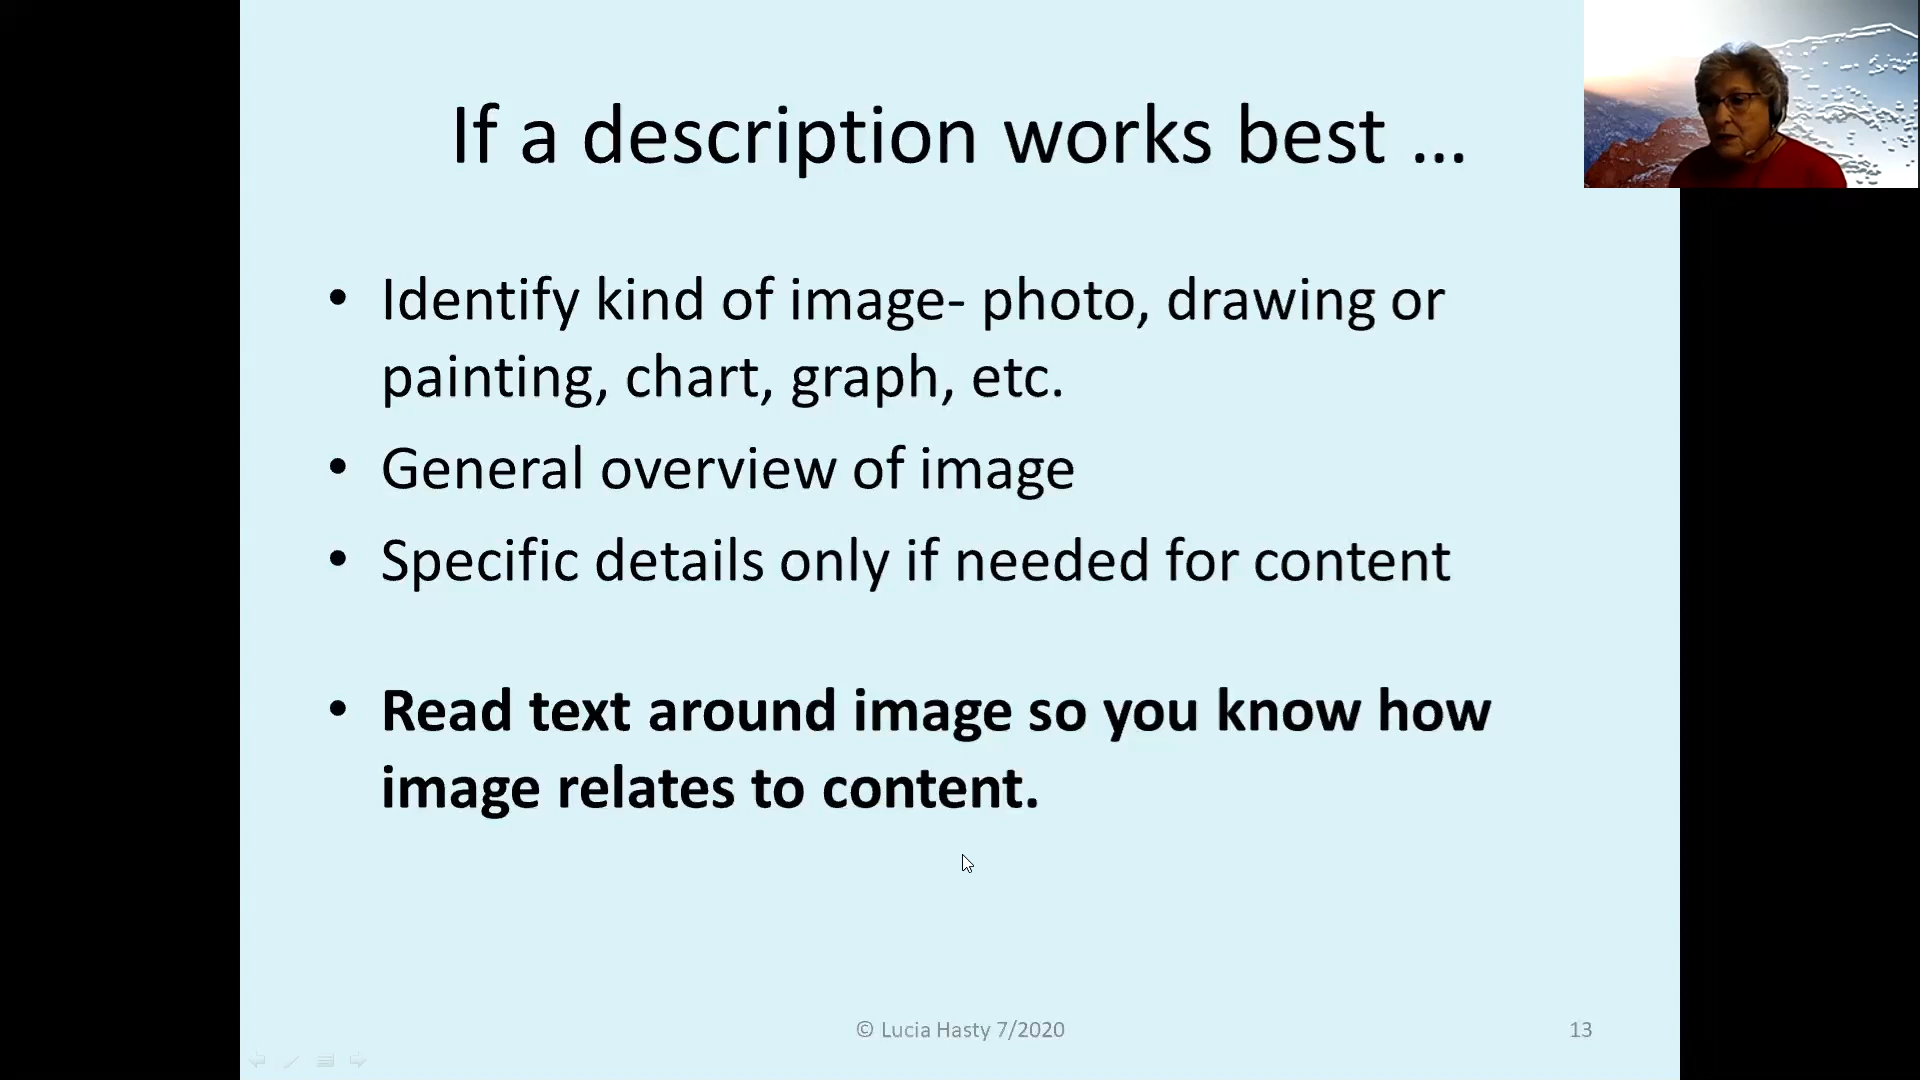 If a description works best ...
• Identify kind of image- photo, drawing or
painting, chart, graph, etc.
• General overview of image
• Specific details only if needed for content
• Read text around image so you know how
image relates to content.
© Lucia Hasty 7/2020
13